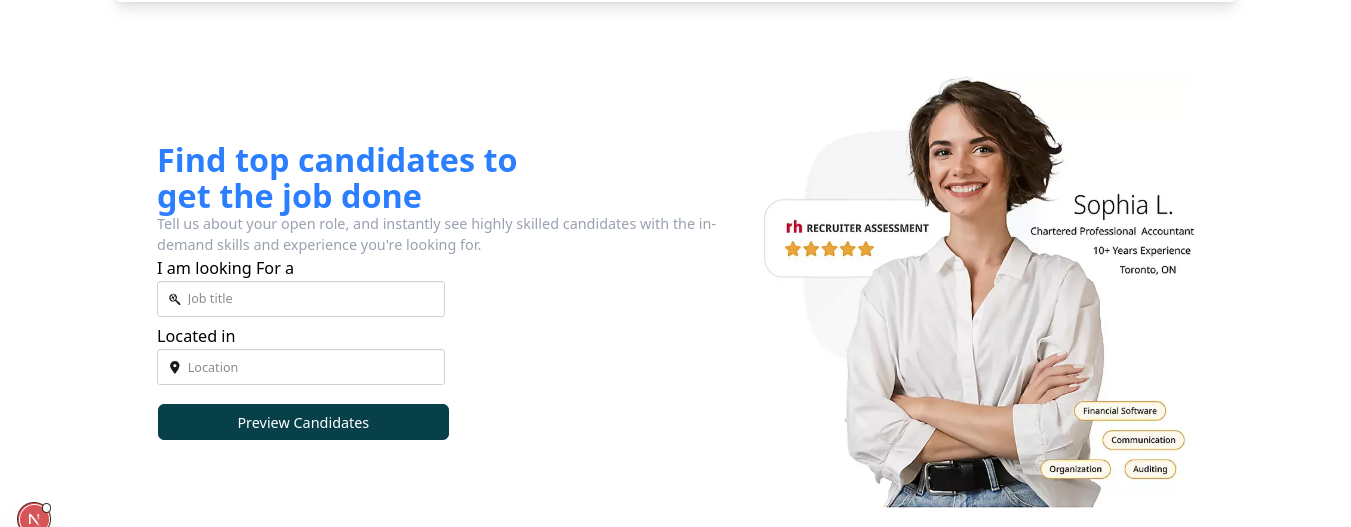 Find top candidates to
get the job done
Tell us about your open role, and instantly see highly skilled candidates with the in-
demand skills and experience you're looking for.
I am looking For a
Job title
Located in
Location
Preview Candidates
rh RECRUITER ASSESSMENT
Sophia L.
Chartered Professional Accountant
10+ Years Experience
Toronto, ON
Financial Software
Communication
Organization
Auditing
N